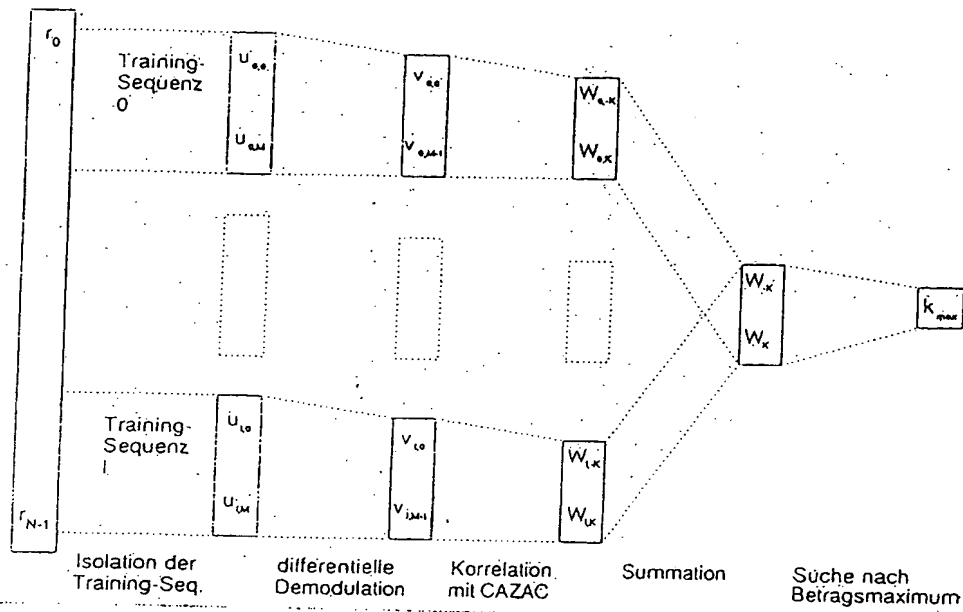 r0
Training-
Sequenz
0
u0,0
u0,M
v0,0
v0,M-1
W0,-K
W0,K
W-K
WK
kmax
Training-
Sequenz
I
uI,0
uI,M
vI,0
vI,M-1
WI,-K
WI,K
rN-1
Isolation der
Training-Seq.
differentielle
Demodulation
Korrelation
mit CAZAC
Summation
Suche nach
Betragsmaximum